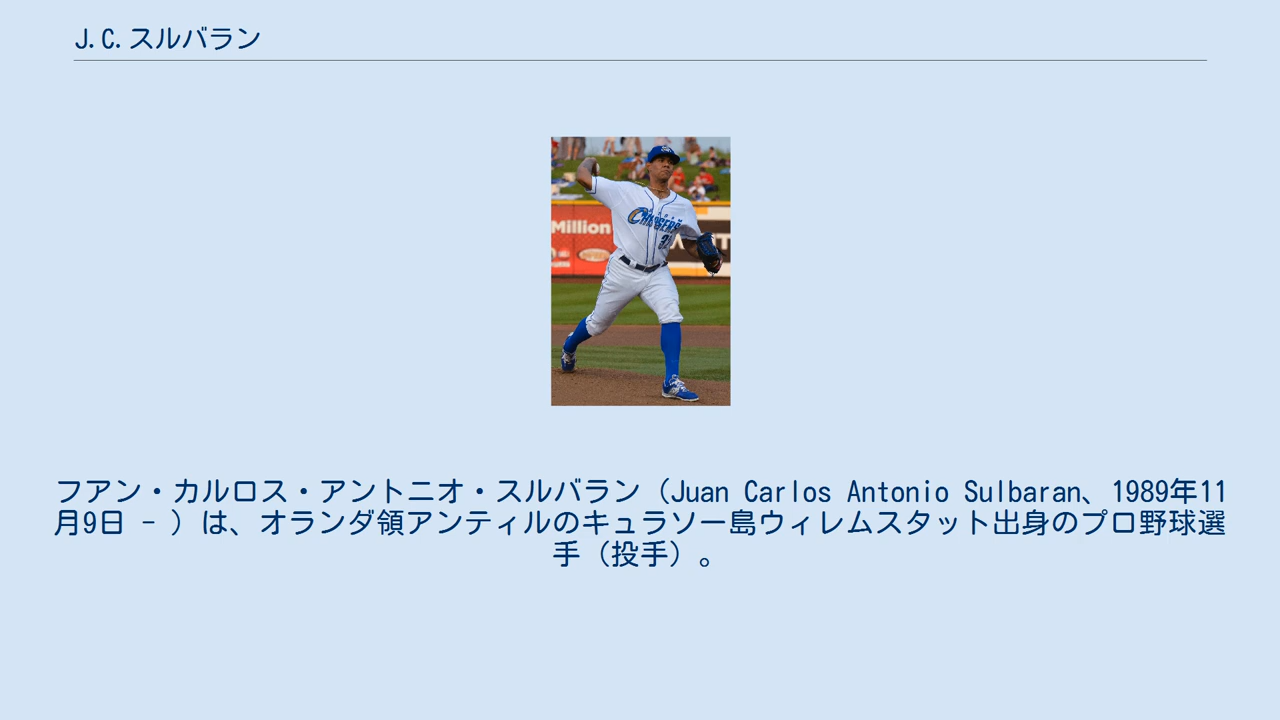 J.C.スルバラン
Million
フアン・カルロス・アントニオ・スルバラン（Juan Carlos Antonio Sulbaran、1989年11
月9日 - ）は、オランダ領アンティルのキュラソー島ウィレムスタット出身のプロ野球選
手（投手）。